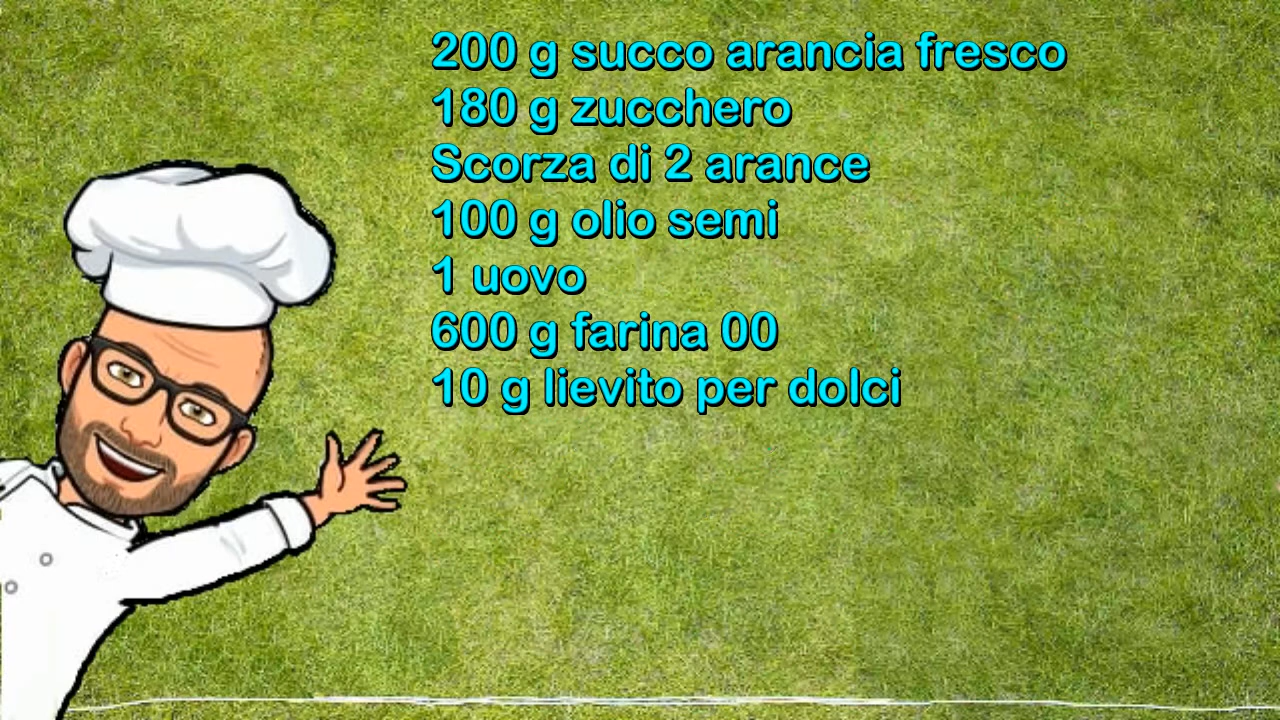 200 g succo arancia fresco
180 g zucchero
Scorza di 2 arance
100 g olio semi
1 uovo
600 g farina 00
10 g lievito per dolci